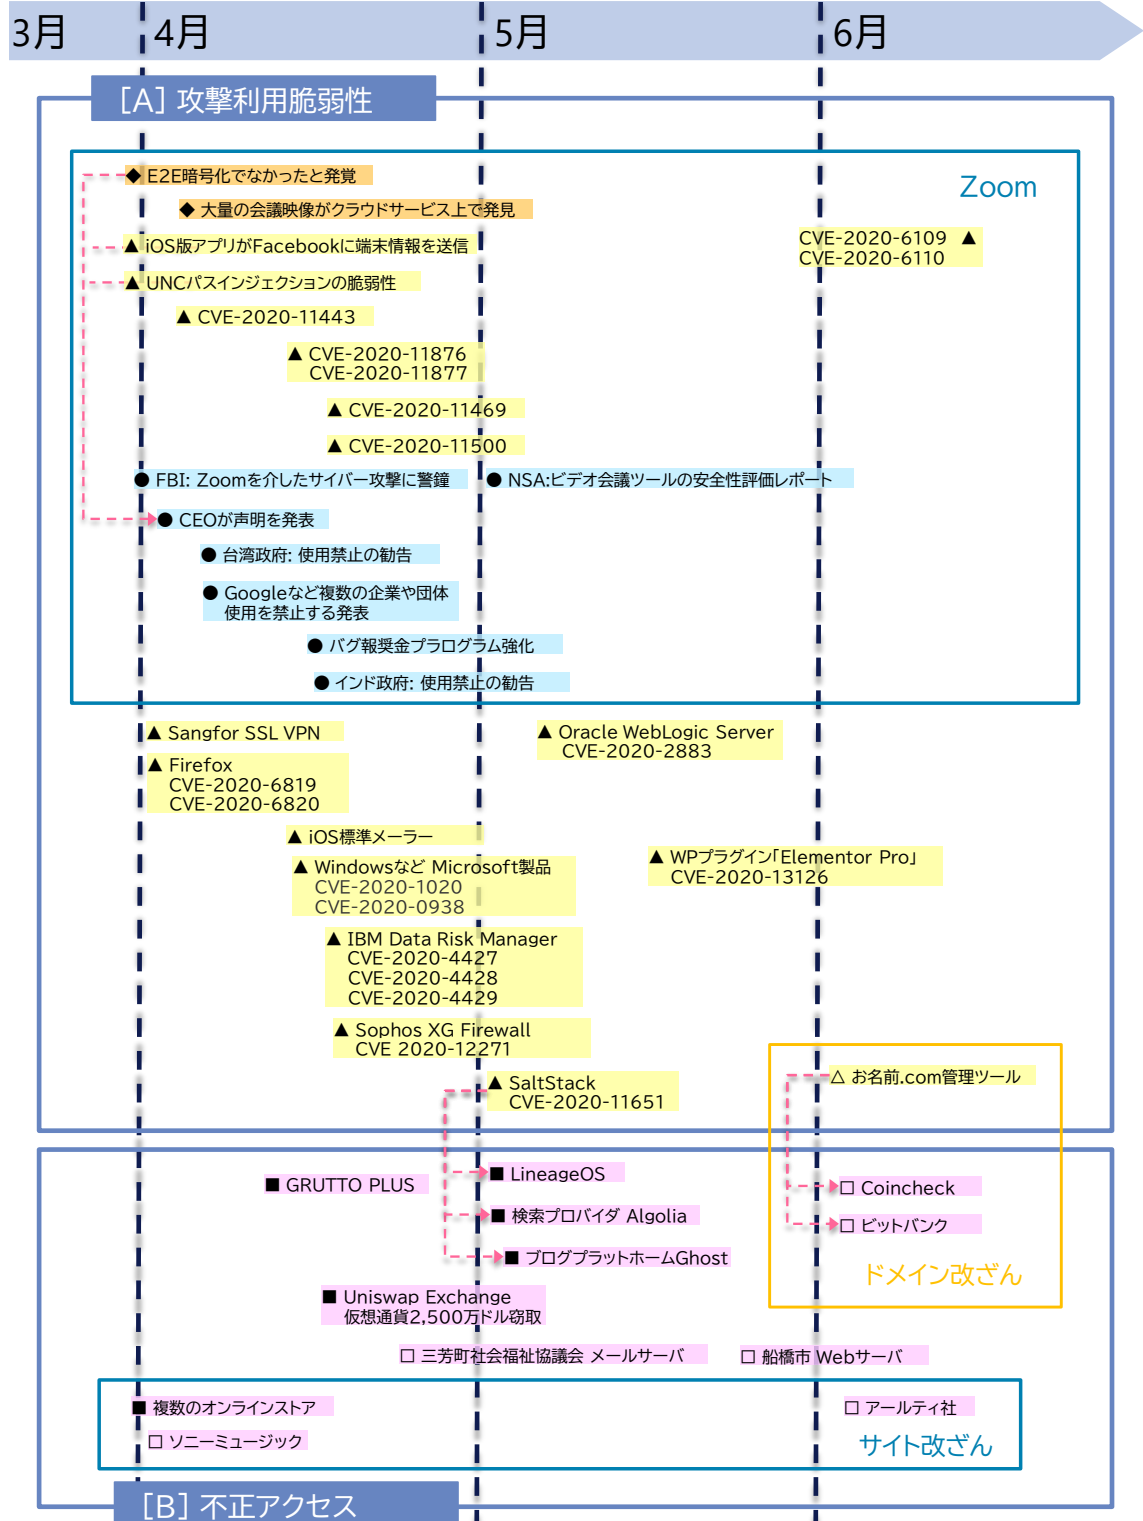 3月
4月
5月
6月
[A] 攻撃利用脆弱性
Zoom
◆ E2E暗号化でなかったと発覚
◆ 大量の会議映像がクラウドサービス上で発見
▲ iOS版アプリがFacebookに端末情報を送信
CVE-2020-6109 ▲
CVE-2020-6110
▲ UNCパスインジェクションの脆弱性
▲ CVE-2020-11443
▲ CVE-2020-11876
CVE-2020-11877
▲ CVE-2020-11469
▲ CVE-2020-11500
● FBI: Zoomを介したサイバー攻撃に警鐘
● NSA:ビデオ会議ツールの安全性評価レポート
● CEOが声明を発表
● 台湾政府: 使用禁止の勧告
● Googleなど複数の企業や団体
使用を禁止する発表
● バグ報奨金プラログラム強化
● インド政府: 使用禁止の勧告
▲ Sangfor SSL VPN
▲ Oracle WebLogic Server
CVE-2020-2883
▲ Firefox
CVE-2020-6819
CVE-2020-6820
▲ iOS標準メーラー
▲ Windowsなど Microsoft製品
CVE-2020-1020
CVE-2020-0938
▲ WPプラグイン「Elementor Pro」
CVE-2020-13126
▲ IBM Data Risk Manager
CVE-2020-4427
CVE-2020-4428
CVE-2020-4429
▲ Sophos XG Firewall
CVE 2020-12271
▲ SaltStack
CVE-2020-11651
△ お名前.com管理ツール
■ GRUTTO PLUS
■ LineageOS
■ 検索プロバイダ Algolia
■ ブログプラットホームGhost
□ Coincheck
□ ビットバンク
ドメイン改ざん
■ Uniswap Exchange
仮想通貨2,500万ドル窃取
□ 三芳町社会福祉協議会 メールサーバ
□ 船橋市 Webサーバ
■ 複数のオンラインストア
□ アールティ社
□ ソニーミュージック
サイト改ざん
[B] 不正アクセス